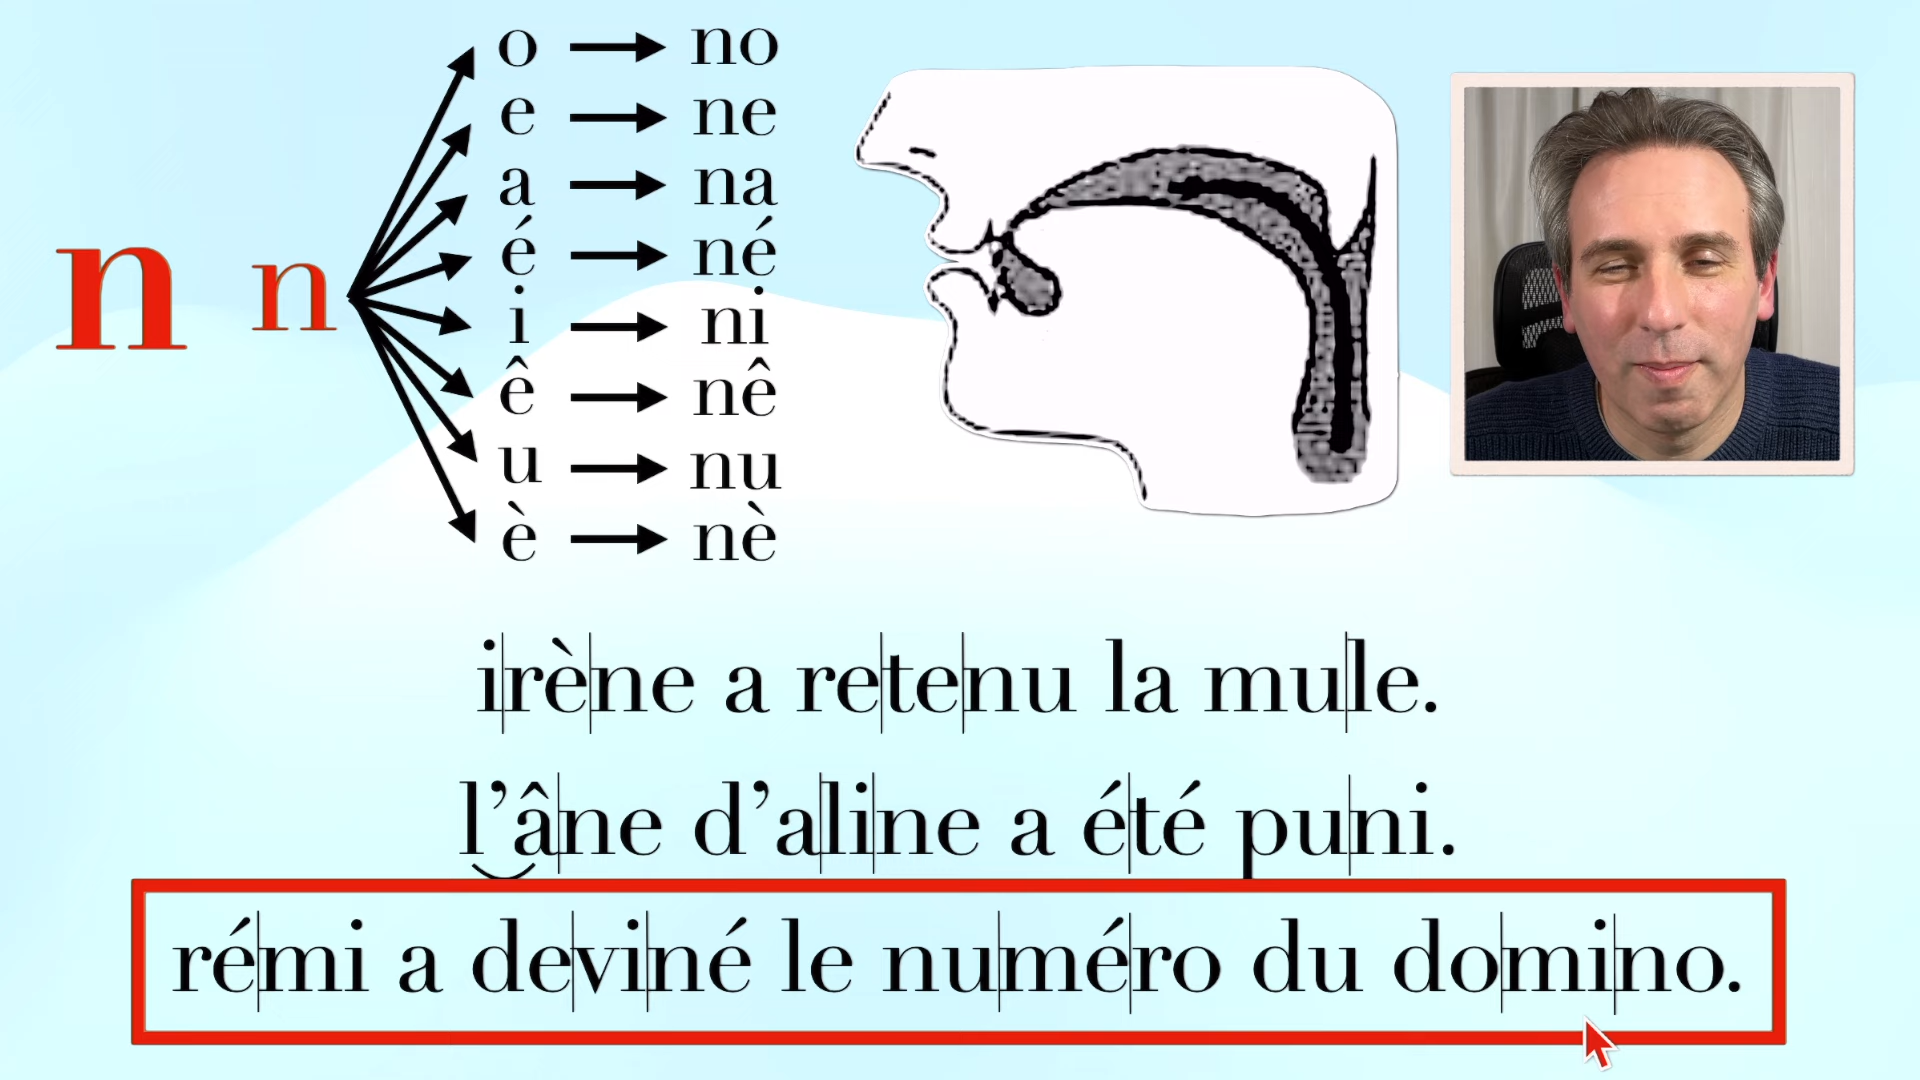 n n
o no
e ne
a na
é né
i ni
ê nê
u nu
è nè
irène a retenu la mule.
l’âne d’aline a été puni.
rémi a deviné le numéro du domino.